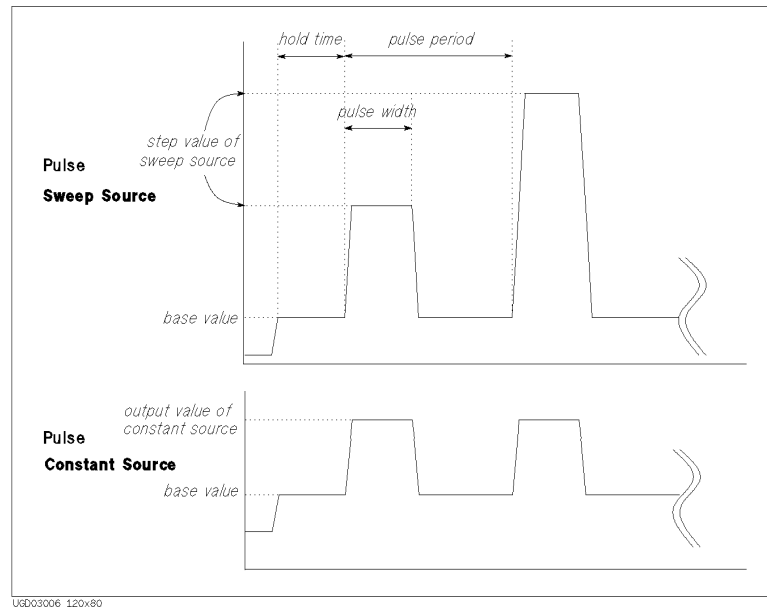 hold time
pulse period
pulse width
step value of
sweep source
Pulse
Sweep Source
base value
output value of
constant source
Pulse
Constant Source
base value
UGD03006 120x80